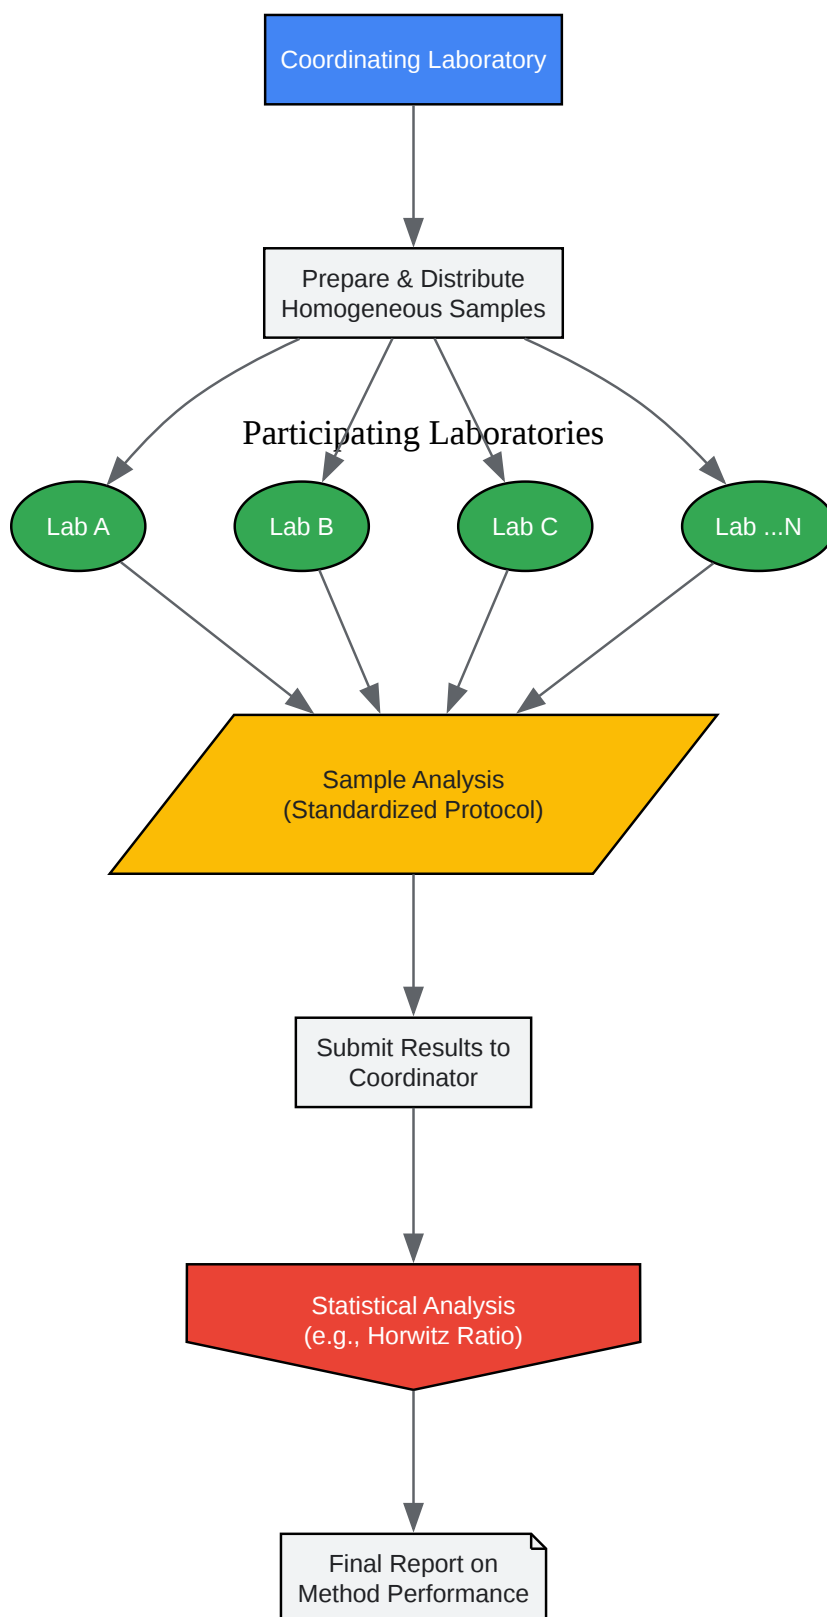 Coordinating Laboratory
Prepare & Distribute
Homogeneous Samples
Participating Laboratories
Lab A
Lab B
Lab C
Lab ...N
Sample Analysis
(Standardized Protocol)
Submit Results to
Coordinator
Statistical Analysis
(e.g., Horwitz Ratio)
Final Report on
Method Performance